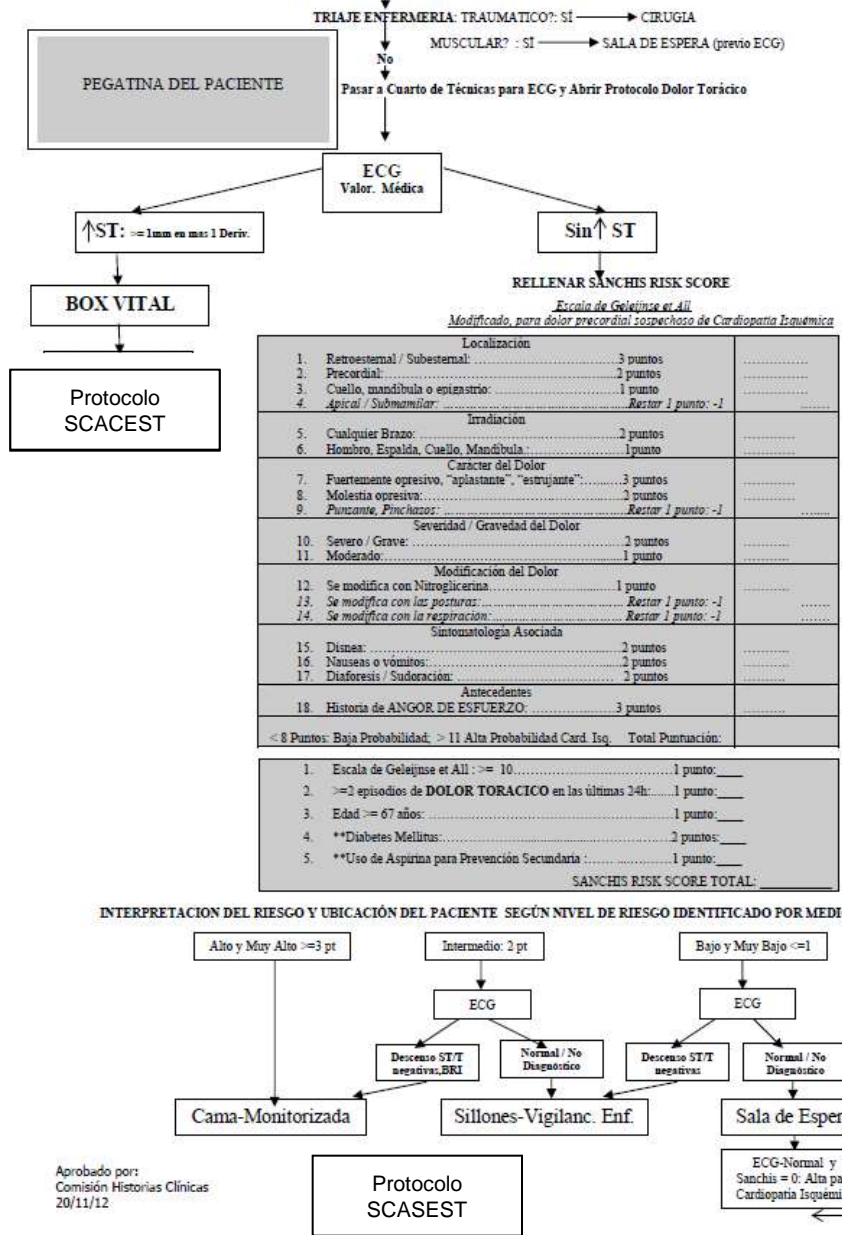 TRIAJE ENFERMERIA: TRAUMATICO?: SÍ CIRUGIA
MUSCULAR? : SÍ SALA DE ESPERA (previo ECG)
No
PEGATINA DEL PACIENTE
Pasar a Cuarto de Técnicas para ECG y Abrir Protocolo Dolor Torácico
ECG
Valor. Médica
↑ST: >= 1mm en mas 1 Deriv.
Sin↑ ST
BOX VITAL
Protocolo
SCACEST
RELLENAR SANCHIS RISK SCORE
Escala de Geleijnse et All
Modificado, para dolor precordial sospechoso de Cardiopatía Isquémica
Localización
1. Retroesternal / Subesternal: ..............................3 puntos ............
2. Precordial:..................................................2 puntos ............
3. Cuello, mandíbula o epigastrio: ..........................1 punto ............
4. Apical / Submamilar: ......................................Restar 1 punto: -1 .......
Irradiación
5. Cualquier Brazo: ..........................................2 puntos ............
6. Hombro, Espalda, Cuello, Mandíbula.:....................1punto ............
Carácter del Dolor
7. Fuertemente opresivo, “aplastante”, “estrujante”:.......3 puntos ............
8. Molestia opresiva:.........................................2 puntos ............
9. Punzante, Pinchazos: ......................................Restar 1 punto: -1 .......
Severidad / Gravedad del Dolor
10. Severo / Grave: ..........................................2 puntos ...........
11. Moderado:.................................................1 punto ...........
Modificación del Dolor
12. Se modifica con Nitroglicerina...........................1 punto ............
13. Se modifica con las posturas:............................Restar 1 punto: -1 .......
14. Se modifica con la respiración:..........................Restar 1 punto: -1 .......
Sintomatología Asociada
15. Disnea: ...................................................2 puntos ...........
16. Nauseas o vómitos:........................................2 puntos ...........
17. Diaforesis / Sudoración: ................................. 2 puntos ...........
Antecedentes
18. Historia de ANGOR DE ESFUERZO: .........................3 puntos ..........
< 8 Puntos: Baja Probabilidad; > 11 Alta Probabilidad Card. Isq. Total Puntuación:
1. Escala de Geleijnse et All : >= 10..............................1 punto:____
2. >=2 episodios de DOLOR TORACICO en las últimas 24h:......1 punto:____
3. Edad >= 67 años: ..............................................1 punto:____
4. **Diabetes Mellitus:...........................................2 puntos:____
5. **Uso de Aspirina para Prevención Secundaria :................1 punto:____
SANCHIS RISK SCORE TOTAL: __________
INTERPRETACION DEL RIESGO Y UBICACIÓN DEL PACIENTE SEGÚN NIVEL DE RIESGO IDENTIFICADO POR MEDI
Alto y Muy Alto >=3 pt
Intermedio: 2 pt
Bajo y Muy Bajo <=1
ECG
ECG
Descenso ST/T
negativas,BRI
Normal / No
Diagnóstico
Descenso ST/T
negativas
Normal / No
Diagnóstico
Cama-Monitorizada
Sillones-Vigilanc. Enf.
Sala de Esper
ECG-Normal y
Sanchis = 0: Alta pa
Cardiopatía Isquémi
Aprobado por:
Comisión Historias Clínicas
20/11/12
Protocolo
SCASEST